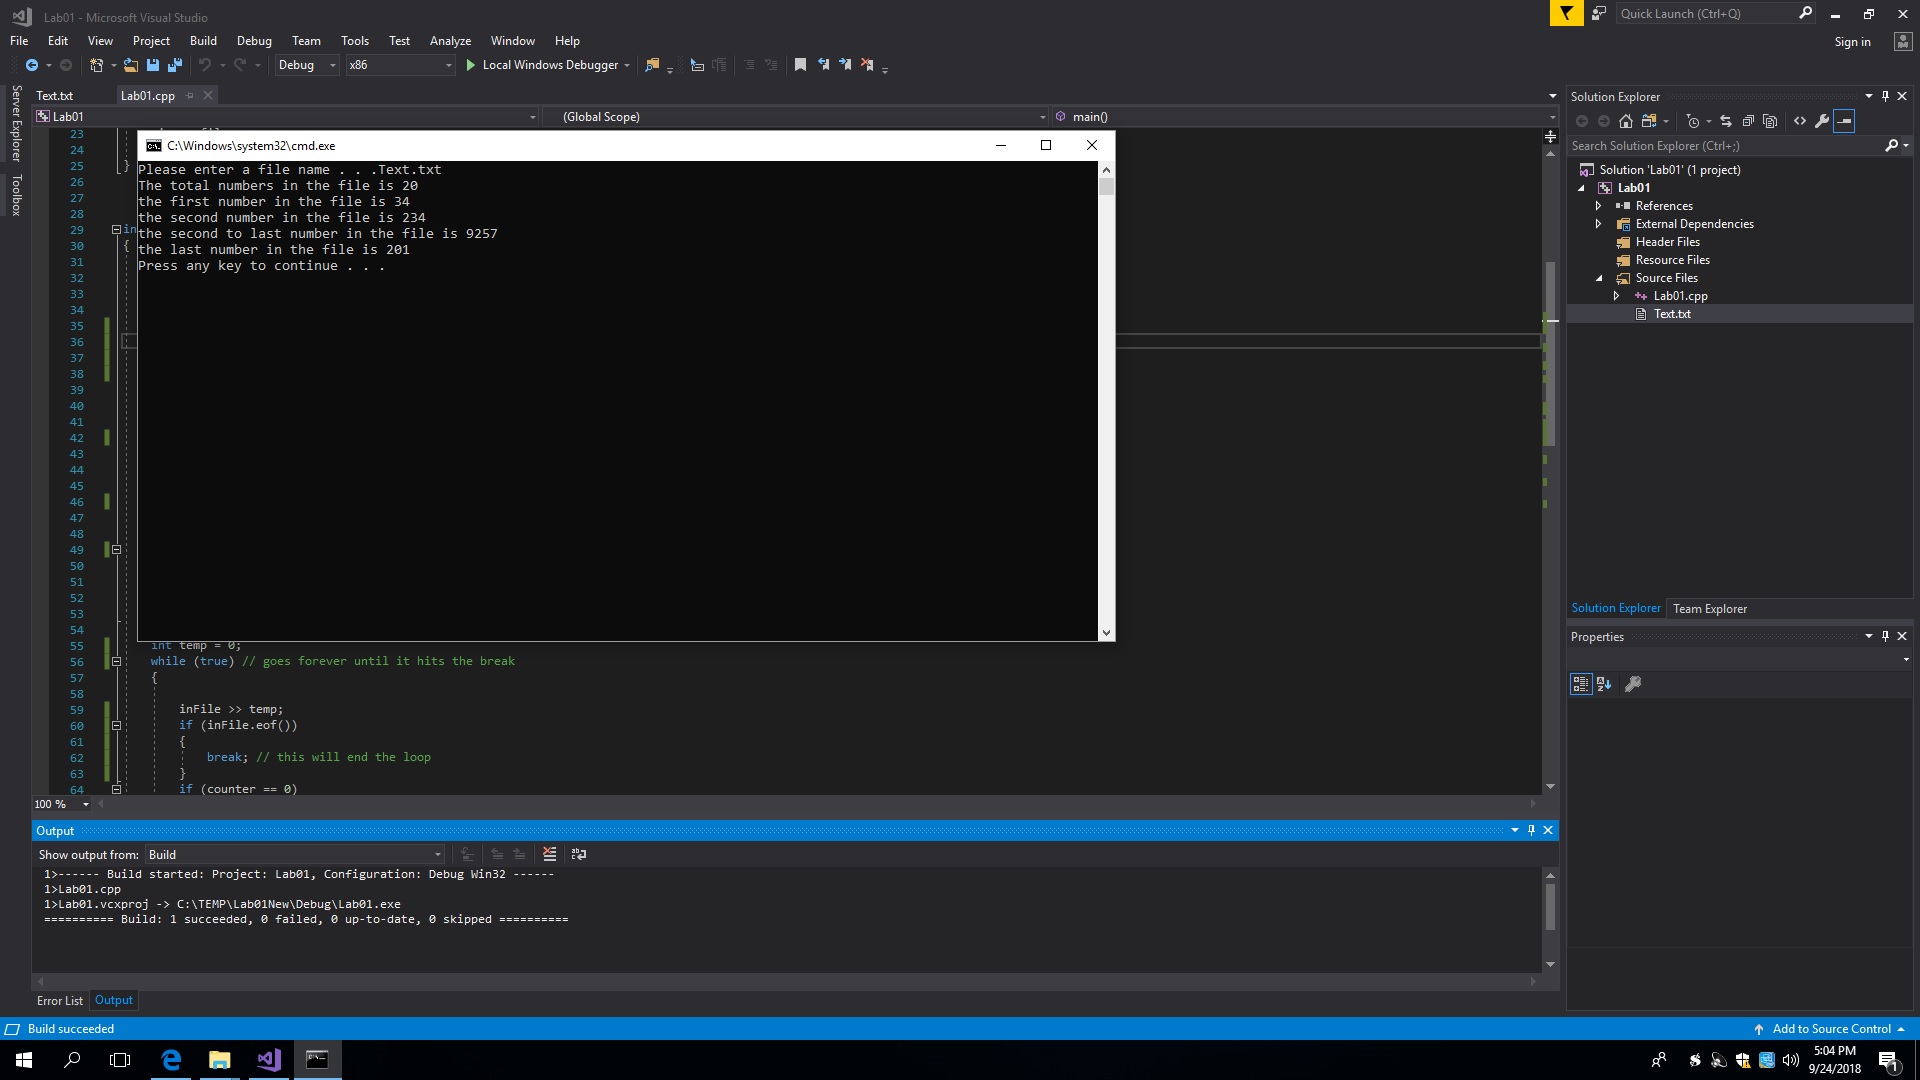 Lab01 - Microsoft Visual Studio
Quick Launch (Ctrl+Q)
File Edit View Project Build Debug Team Tools Test Analyze Window Help
Sign in
Debug x86 Local Windows Debugger
Server Explorer
Toolbox
Text.txt Lab01.cpp
Lab01 (Global Scope) main()
23
24
25 }
26
27
28
29 in
30 {
31
32
33
34
35
36
37
38
39
40
41
42
43
44
45
46
47
48
49
50
51
52
53
54
55 int temp = 0;
56 while (true) // goes forever until it hits the break
57 {
58
59 inFile >> temp;
60 if (inFile.eof())
61 {
62 break; // this will end the loop
63 }
64 if (counter == 0)
C:\Windows\system32\cmd.exe
Please enter a file name . . .Text.txt
The total numbers in the file is 20
the first number in the file is 34
the second number in the file is 234
the second to last number in the file is 9257
the last number in the file is 201
Press any key to continue . . .
100 %
Output
Show output from: Build
1>------ Build started: Project: Lab01, Configuration: Debug Win32 ------
1>Lab01.cpp
1>Lab01.vcxproj -> C:\TEMP\Lab01New\Debug\Lab01.exe
========== Build: 1 succeeded, 0 failed, 0 up-to-date, 0 skipped ==========
Error List Output
Solution Explorer
Search Solution Explorer (Ctrl+;)
Solution 'Lab01' (1 project)
Lab01
References
External Dependencies
Header Files
Resource Files
Source Files
Lab01.cpp
Text.txt
Solution Explorer Team Explorer
Properties
Build succeeded
Add to Source Control
5:04 PM
9/24/2018
1